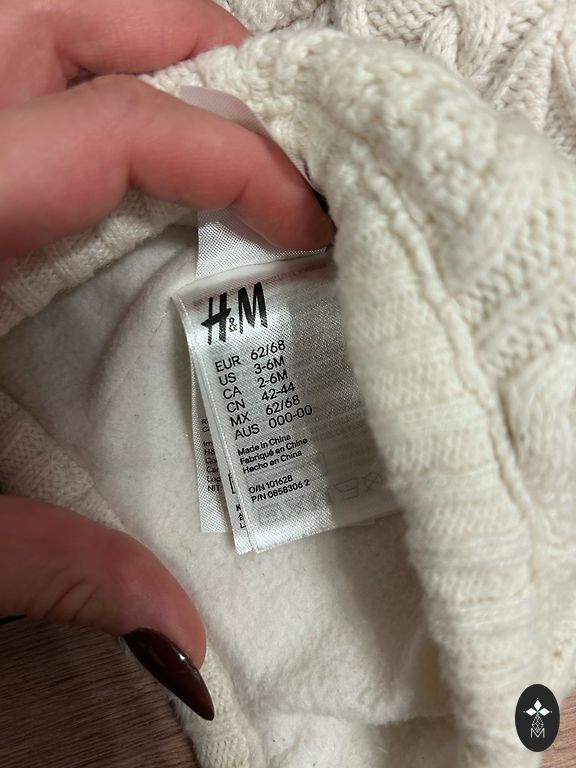 H&M
EUR 62/68
US 3-6M
CA 2-6M
CN 42-44
MX 62/68
AUS 000-00
Made in China
Fabriqué en Chine
Hecho en China
O/N 101628
P/N 0858306 2
NIT:
M